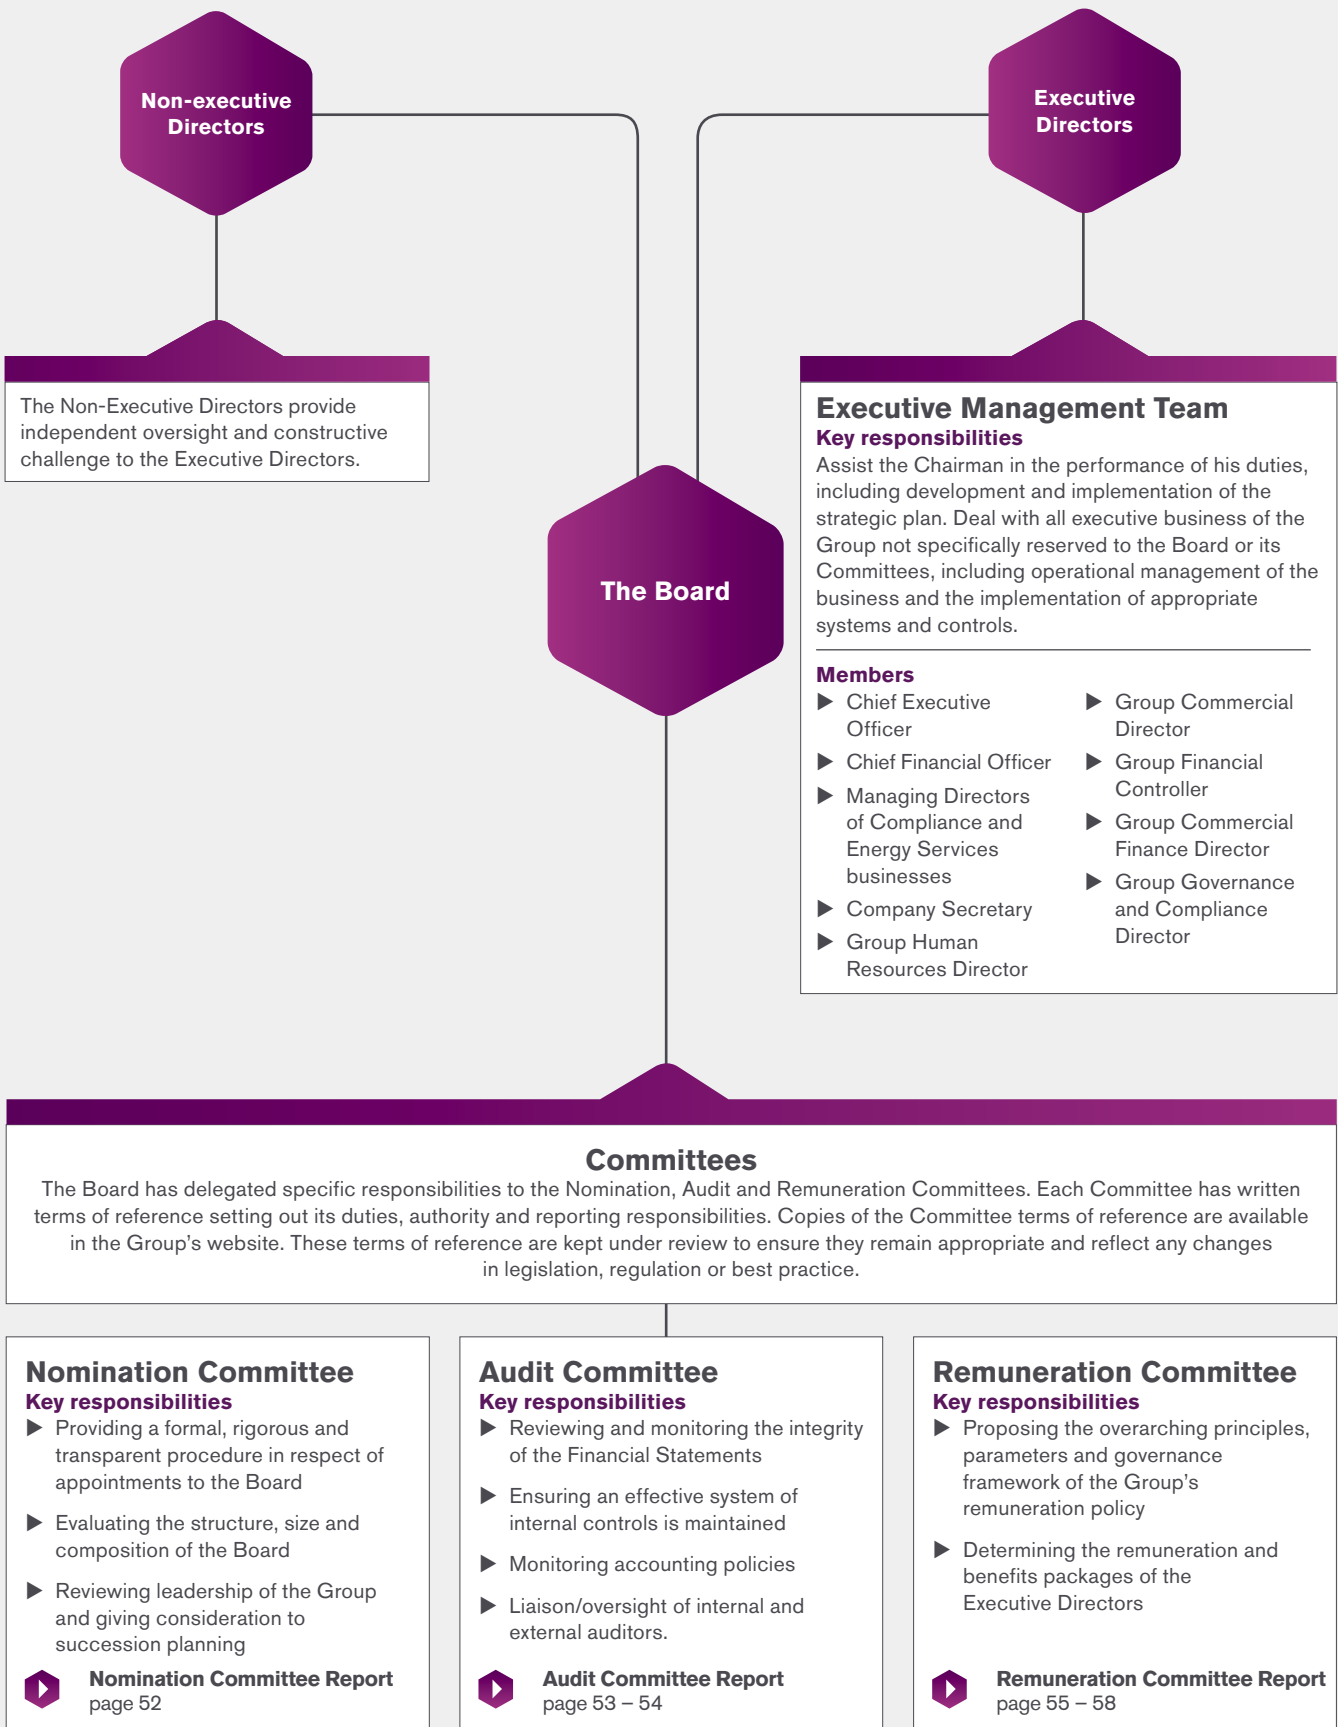 Non-executive
Directors
Executive
Directors
The Non-Executive Directors provide
independent oversight and constructive
challenge to the Executive Directors.
The Board
Executive Management Team
Key responsibilities
Assist the Chairman in the performance of his duties,
including development and implementation of the
strategic plan. Deal with all executive business of the
Group not specifically reserved to the Board or its
Committees, including operational management of the
business and the implementation of appropriate
systems and controls.
Members
▶ Chief Executive
Officer
▶ Chief Financial Officer
▶ Managing Directors
of Compliance and
Energy Services
businesses
▶ Company Secretary
▶ Group Human
Resources Director
▶ Group Commercial
Director
▶ Group Financial
Controller
▶ Group Commercial
Finance Director
▶ Group Governance
and Compliance
Director
Committees
The Board has delegated specific responsibilities to the Nomination, Audit and Remuneration Committees. Each Committee has written
terms of reference setting out its duties, authority and reporting responsibilities. Copies of the Committee terms of reference are available
in the Group's website. These terms of reference are kept under review to ensure they remain appropriate and reflect any changes
in legislation, regulation or best practice.
Nomination Committee
Key responsibilities
▶ Providing a formal, rigorous and
transparent procedure in respect of
appointments to the Board
▶ Evaluating the structure, size and
composition of the Board
▶ Reviewing leadership of the Group
and giving consideration to
succession planning
Nomination Committee Report
page 52
Audit Committee
Key responsibilities
▶ Reviewing and monitoring the integrity
of the Financial Statements
▶ Ensuring an effective system of
internal controls is maintained
▶ Monitoring accounting policies
▶ Liaison/oversight of internal and
external auditors.
Audit Committee Report
page 53 – 54
Remuneration Committee
Key responsibilities
▶ Proposing the overarching principles,
parameters and governance
framework of the Group's
remuneration policy
▶ Determining the remuneration and
benefits packages of the
Executive Directors
Remuneration Committee Report
page 55 – 58